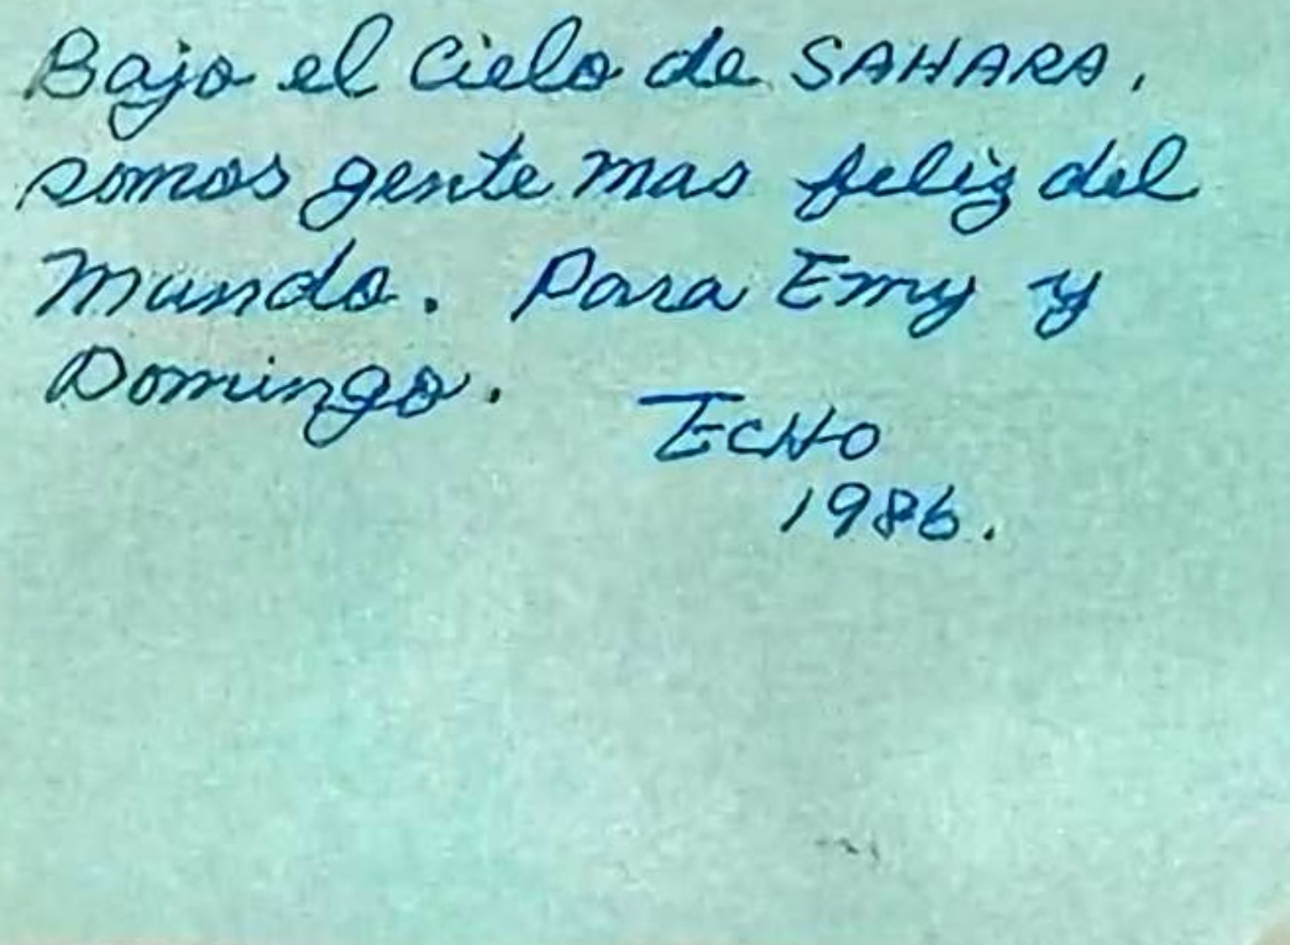 Bajo el Cielo de SAHARA,
somos gente mas feliz del
Mundo. Para Emy y
Domingo.
ECHO
1986.